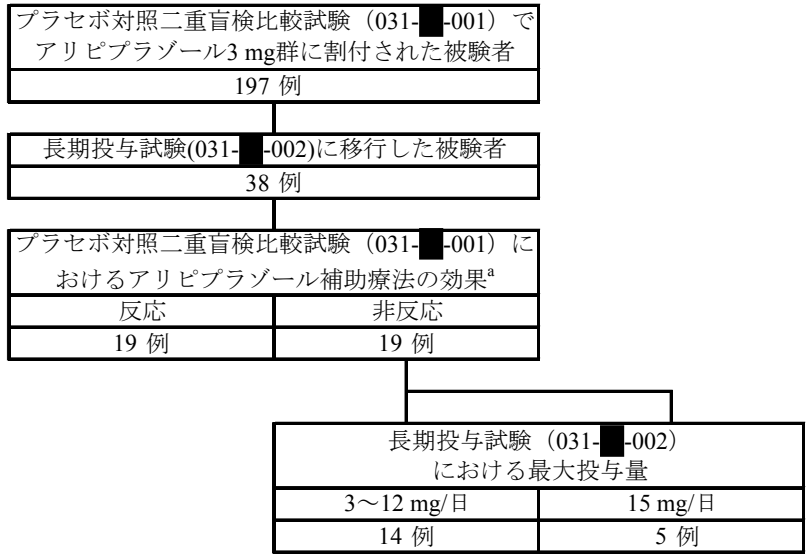 プラセボ対照二重盲検比較試験（031-■-001）で
アリピプラゾール3 mg群に割付された被験者
197 例
長期投与試験(031-■-002)に移行した被験者
38 例
プラセボ対照二重盲検比較試験（031-■-001）に
おけるアリピプラゾール補助療法の効果a
反応 非反応
19 例 19 例
長期投与試験（031-■-002）
における最大投与量
3～12 mg/日 15 mg/日
14 例 5 例